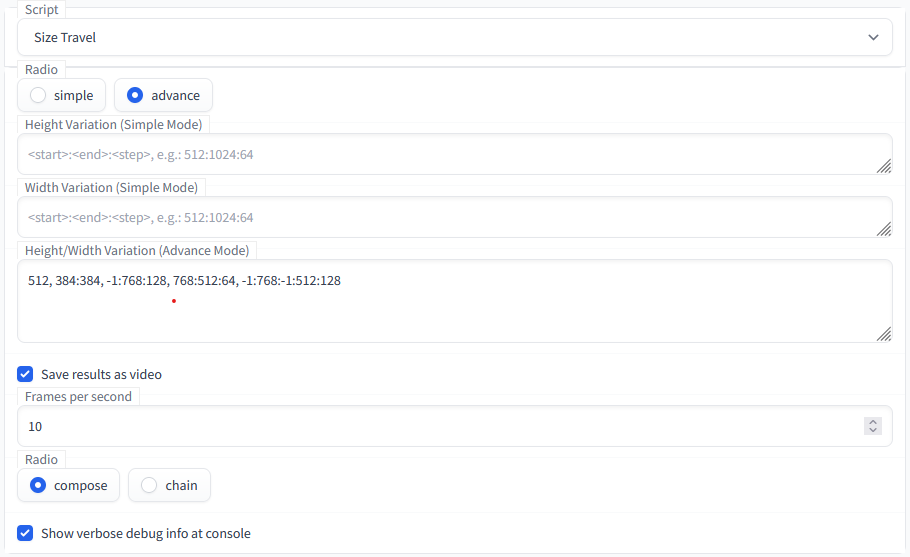 Script
Size Travel
Radio
simple
advance
Height Variation (Simple Mode)
<start>:<end>:<step>, e.g.: 512:1024:64
Width Variation (Simple Mode)
<start>:<end>:<step>, e.g.: 512:1024:64
Height/Width Variation (Advance Mode)
512, 384:384, -1:768:128, 768:512:64, -1:768:-1:512:128
Save results as video
Frames per second
10
Radio
compose
chain
Show verbose debug info at console